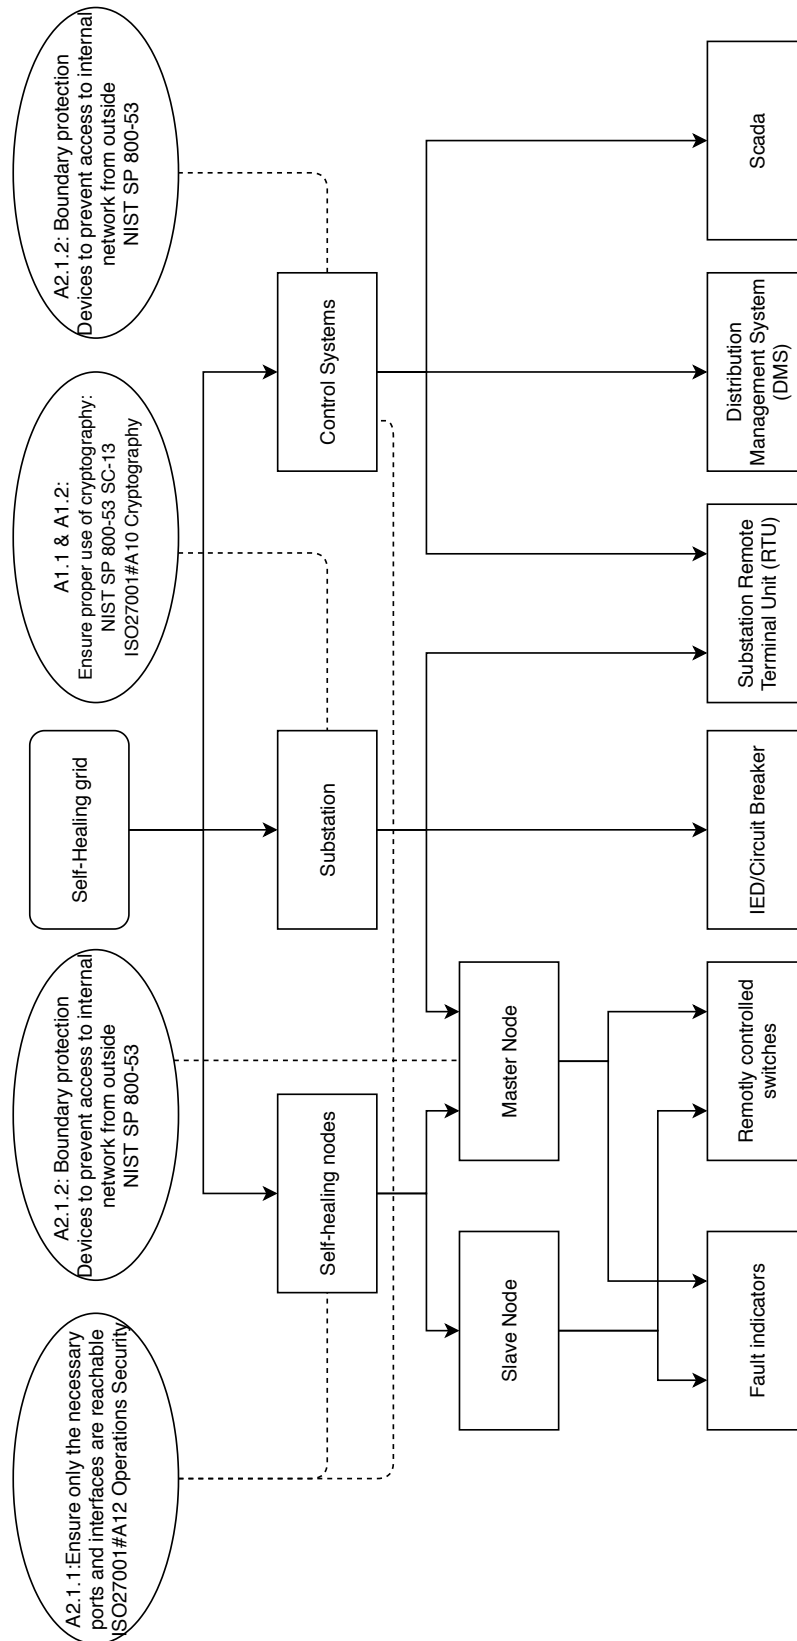 A2.1.1:Ensure only the necessary
ports and interfaces are reachable
ISO27001#A12 Operations Security
A2.1.2: Boundary protection
Devices to prevent access to internal
network from outside
NIST SP 800-53
Self-Healing grid
A1.1 & A1.2:
Ensure proper use of cryptography:
NIST SP 800-53 SC-13
ISO27001#A10 Cryptography
A2.1.2: Boundary protection
Devices to prevent access to internal
network from outside
NIST SP 800-53
Self-healing nodes
Substation
Control Systems
Slave Node
Master Node
Fault indicators
Remotly controlled
switches
IED/Circuit Breaker
Substation Remote
Terminal Unit (RTU)
Distribution
Management System
(DMS)
Scada